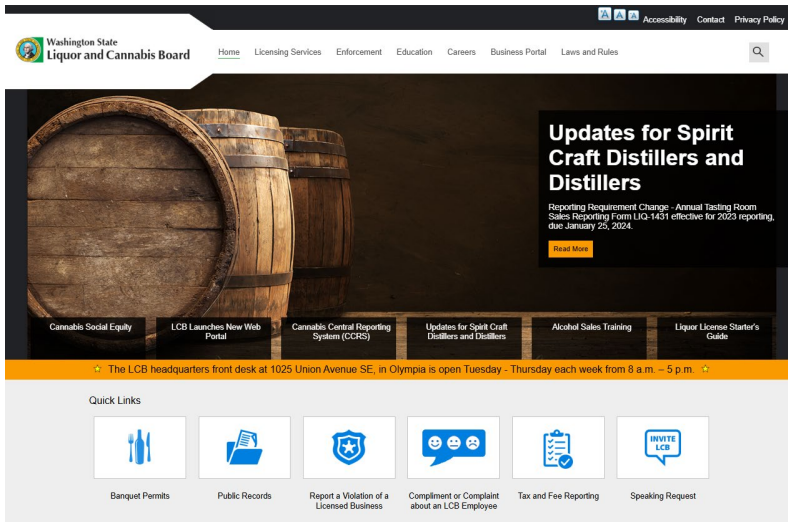 A A A Accessibility Contact Privacy Policy
Washington State
Liquor and Cannabis Board
Home Licensing Services Enforcement Education Careers Business Portal Laws and Rules
Updates for Spirit
Craft Distillers and
Distillers
Reporting Requirement Change - Annual Tasting Room
Sales Reporting Form LIQ-1431 effective for 2023 reporting,
due January 25, 2024.
Read More
Cannabis Social Equity
LCB Launches New Web
Portal
Cannabis Central Reporting
System (CCRS)
Updates for Spirit Craft
Distillers and Distillers
Alcohol Sales Training
Liquor License Starter's
Guide
The LCB headquarters front desk at 1025 Union Avenue SE, in Olympia is open Tuesday - Thursday each week from 8 a.m. – 5 p.m.
Quick Links
INVITE
LCB
Banquet Permits
Public Records
Report a Violation of a
Licensed Business
Compliment or Complaint
about an LCB Employee
Tax and Fee Reporting
Speaking Request